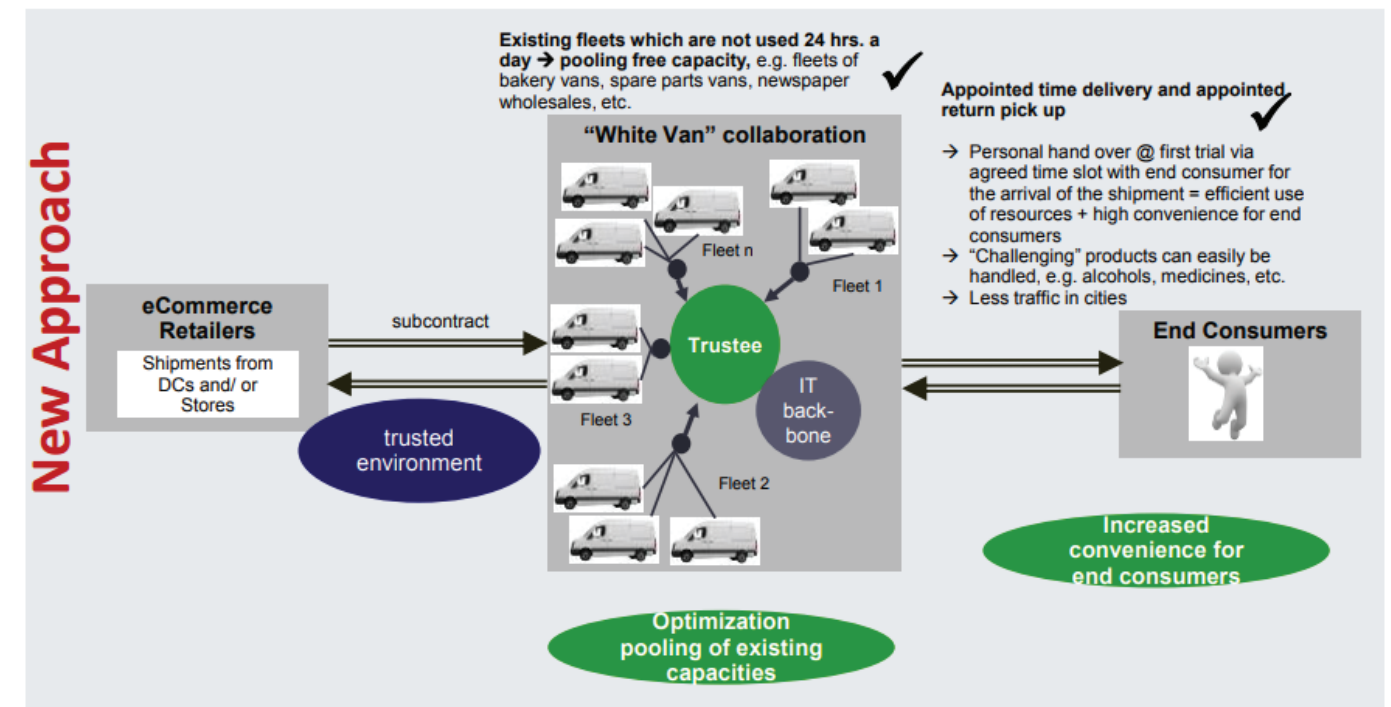 New Approach
Existing fleets which are not used 24 hrs. a
day → pooling free capacity, e.g. fleets of
bakery vans, spare parts vans, newspaper
wholesales, etc.
Appointed time delivery and appointed
return pick up
→ Personal hand over @ first trial via
agreed time slot with end consumer for
the arrival of the shipment = efficient use
of resources + high convenience for end
consumers
→ “Challenging” products can easily be
handled, e.g. alcohols, medicines, etc.
→ Less traffic in cities
eCommerce
Retailers
Shipments from
DCs and/ or
Stores
subcontract
trusted
environment
“White Van” collaboration
Fleet n
Fleet 1
Trustee
IT
back-
bone
Fleet 3
Fleet 2
End Consumers
Increased
convenience for
end consumers
Optimization
pooling of existing
capacities